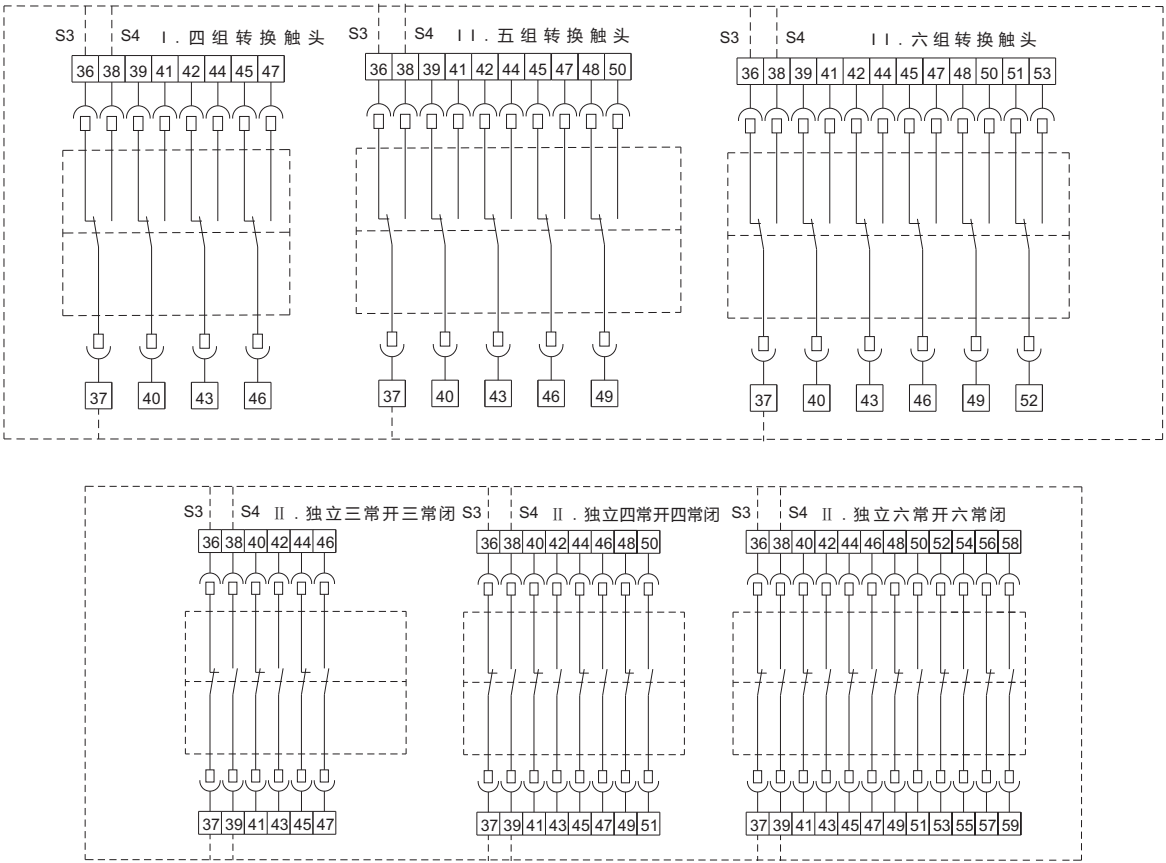 S3 S4 I.四组转换触头
36 38 39 41 42 44 45 47
37 40 43 46
S3 S4 II.五组转换触头
36 38 39 41 42 44 45 47 48 50
37 40 43 46 49
S3 S4 II.六组转换触头
36 38 39 41 42 44 45 47 48 50 51 53
37 40 43 46 49 52
S3 S4 Ⅱ.独立三常开三常闭
36 38 40 42 44 46
37 39 41 43 45 47
S3 S4 Ⅱ.独立四常开四常闭
36 38 40 42 44 46 48 50
37 39 41 43 45 47 49 51
S3 S4 Ⅱ.独立六常开六常闭
36 38 40 42 44 46 48 50 52 54 56 58
37 39 41 43 45 47 49 51 53 55 57 59